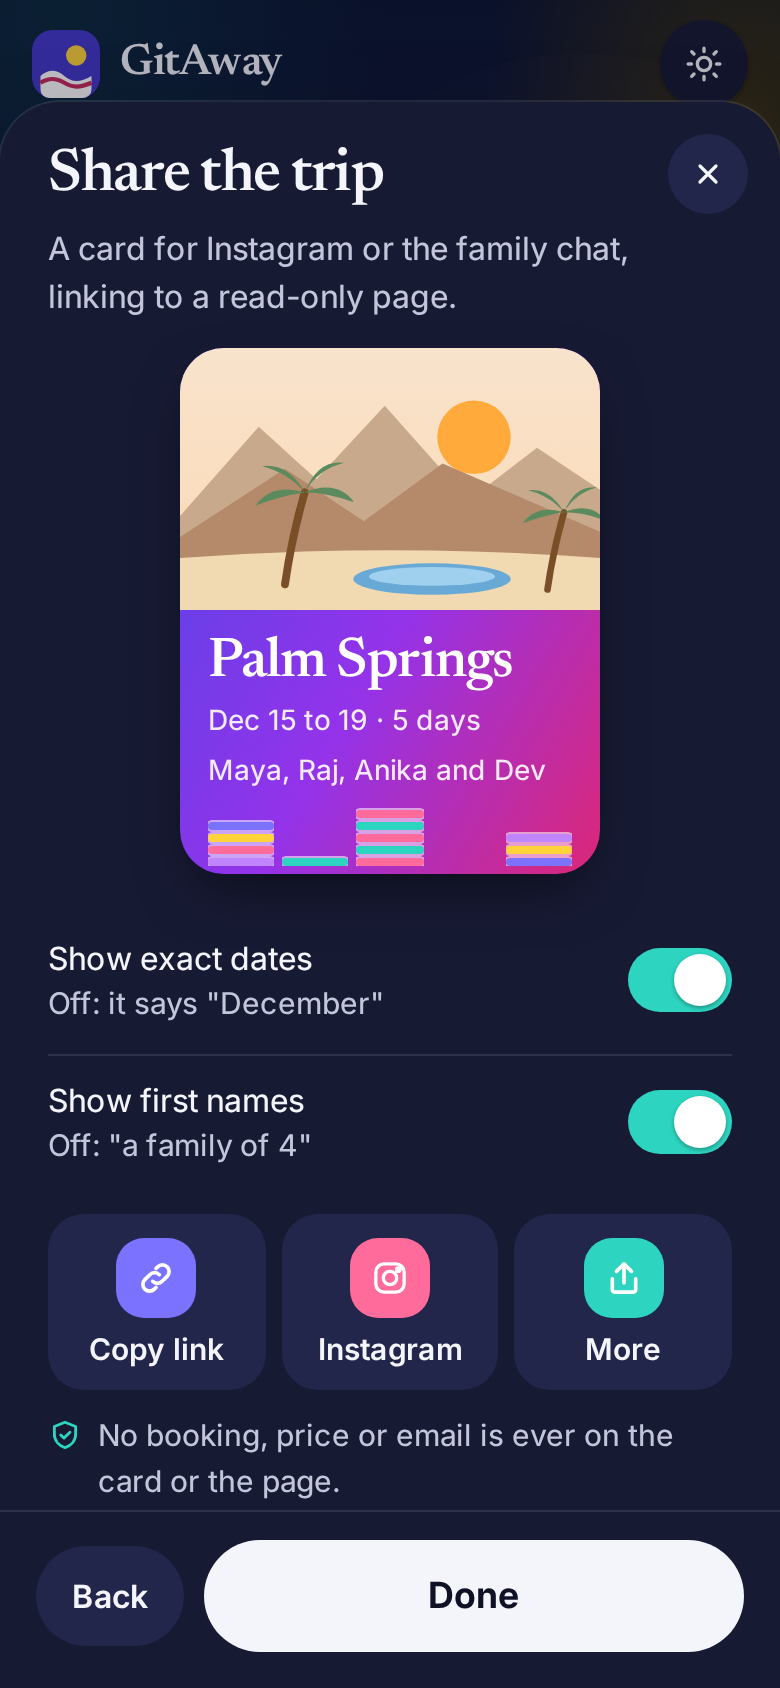 GitAway
Share the trip
A card for Instagram or the family chat,
linking to a read-only page.
Palm Springs
Dec 15 to 19 · 5 days
Maya, Raj, Anika and Dev
Show exact dates
Off: it says "December"
Show first names
Off: "a family of 4"
Copy link
Instagram
More
No booking, price or email is ever on the
card or the page.
Back
Done